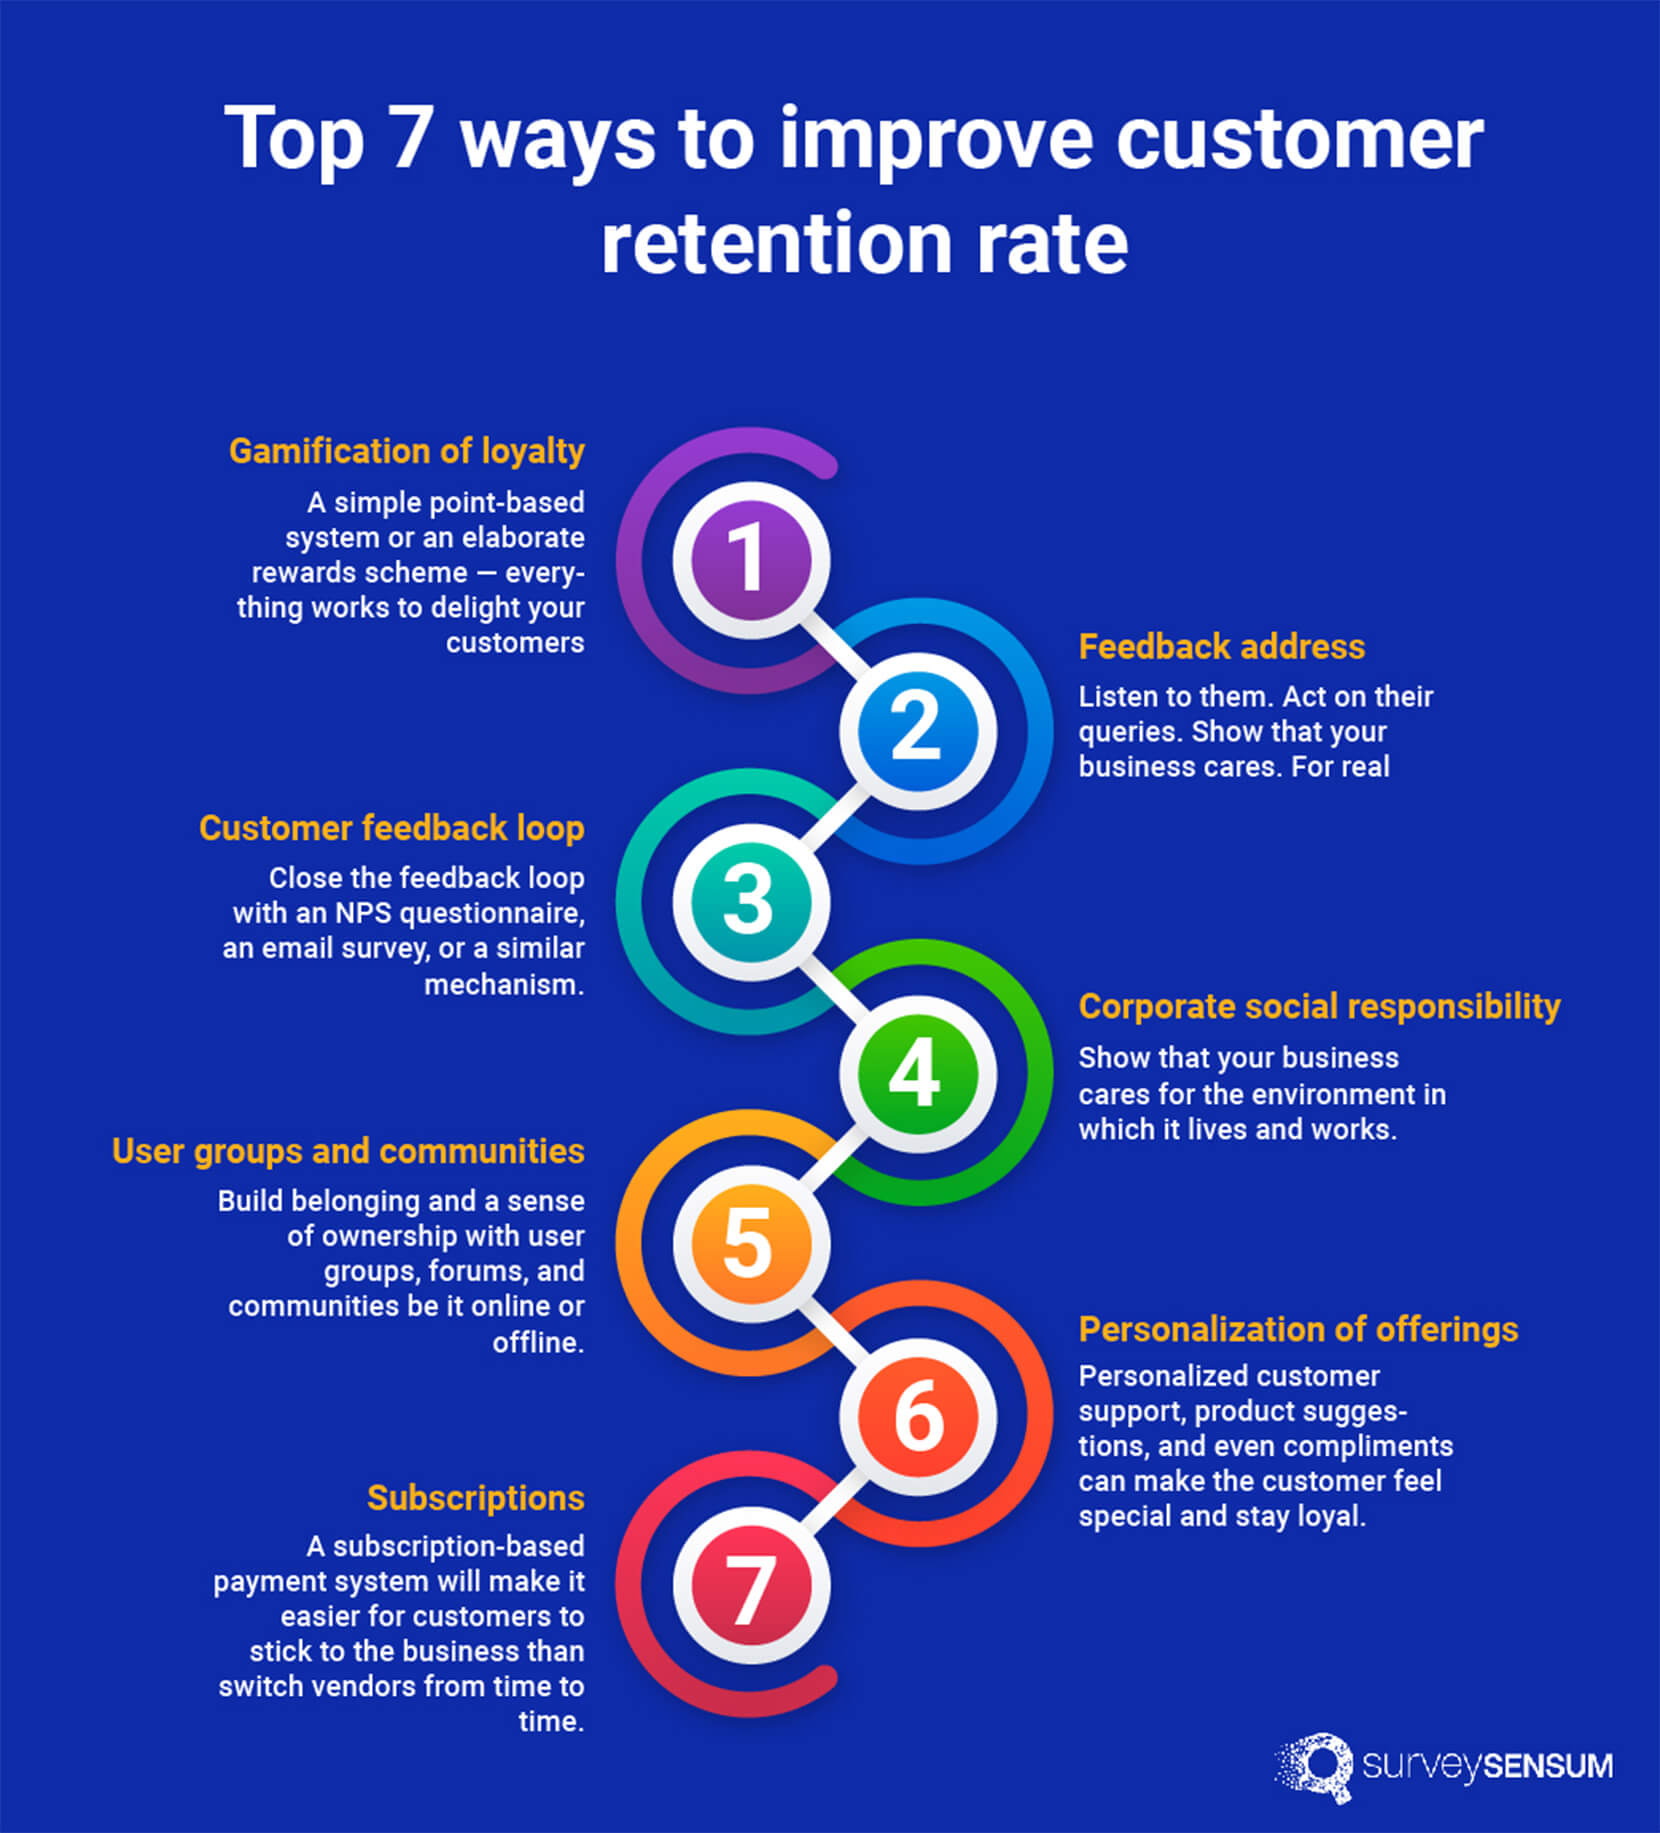 Top 7 ways to improve customer
retention rate
Gamification of loyalty
A simple point-based
system or an elaborate
rewards scheme — every-
thing works to delight your
customers
1
2
Feedback address
Listen to them. Act on their
queries. Show that your
business cares. For real
Customer feedback loop
Close the feedback loop
with an NPS questionnaire,
an email survey, or a similar
mechanism.
3
4
Corporate social responsibility
Show that your business
cares for the environment in
which it lives and works.
User groups and communities
Build belonging and a sense
of ownership with user
groups, forums, and
communities be it online or
offline.
5
6
Personalization of offerings
Personalized customer
support, product sugges-
tions, and even compliments
can make the customer feel
special and stay loyal.
Subscriptions
A subscription-based
payment system will make it
easier for customers to
stick to the business than
switch vendors from time to
time.
7
surveySENSUM